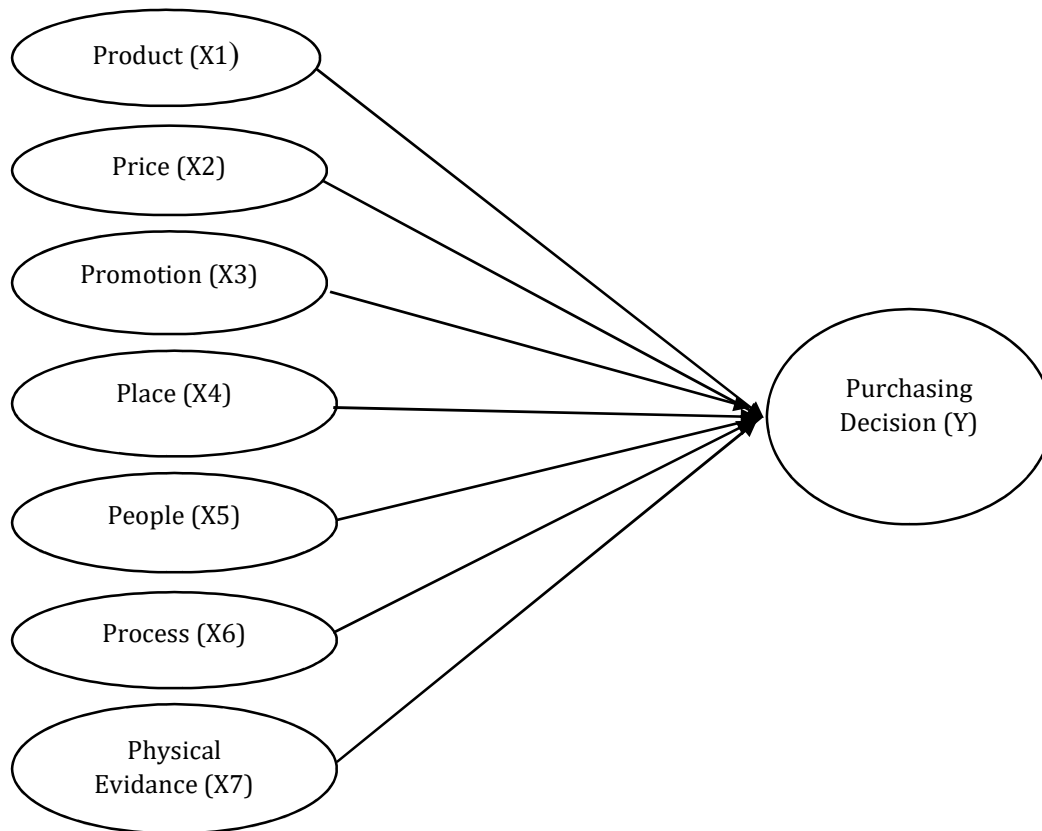 Product (X1)
Price (X2)
Promotion (X3)
Place (X4)
People (X5)
Process (X6)
Physical
Evidance (X7)
Purchasing
Decision (Y)